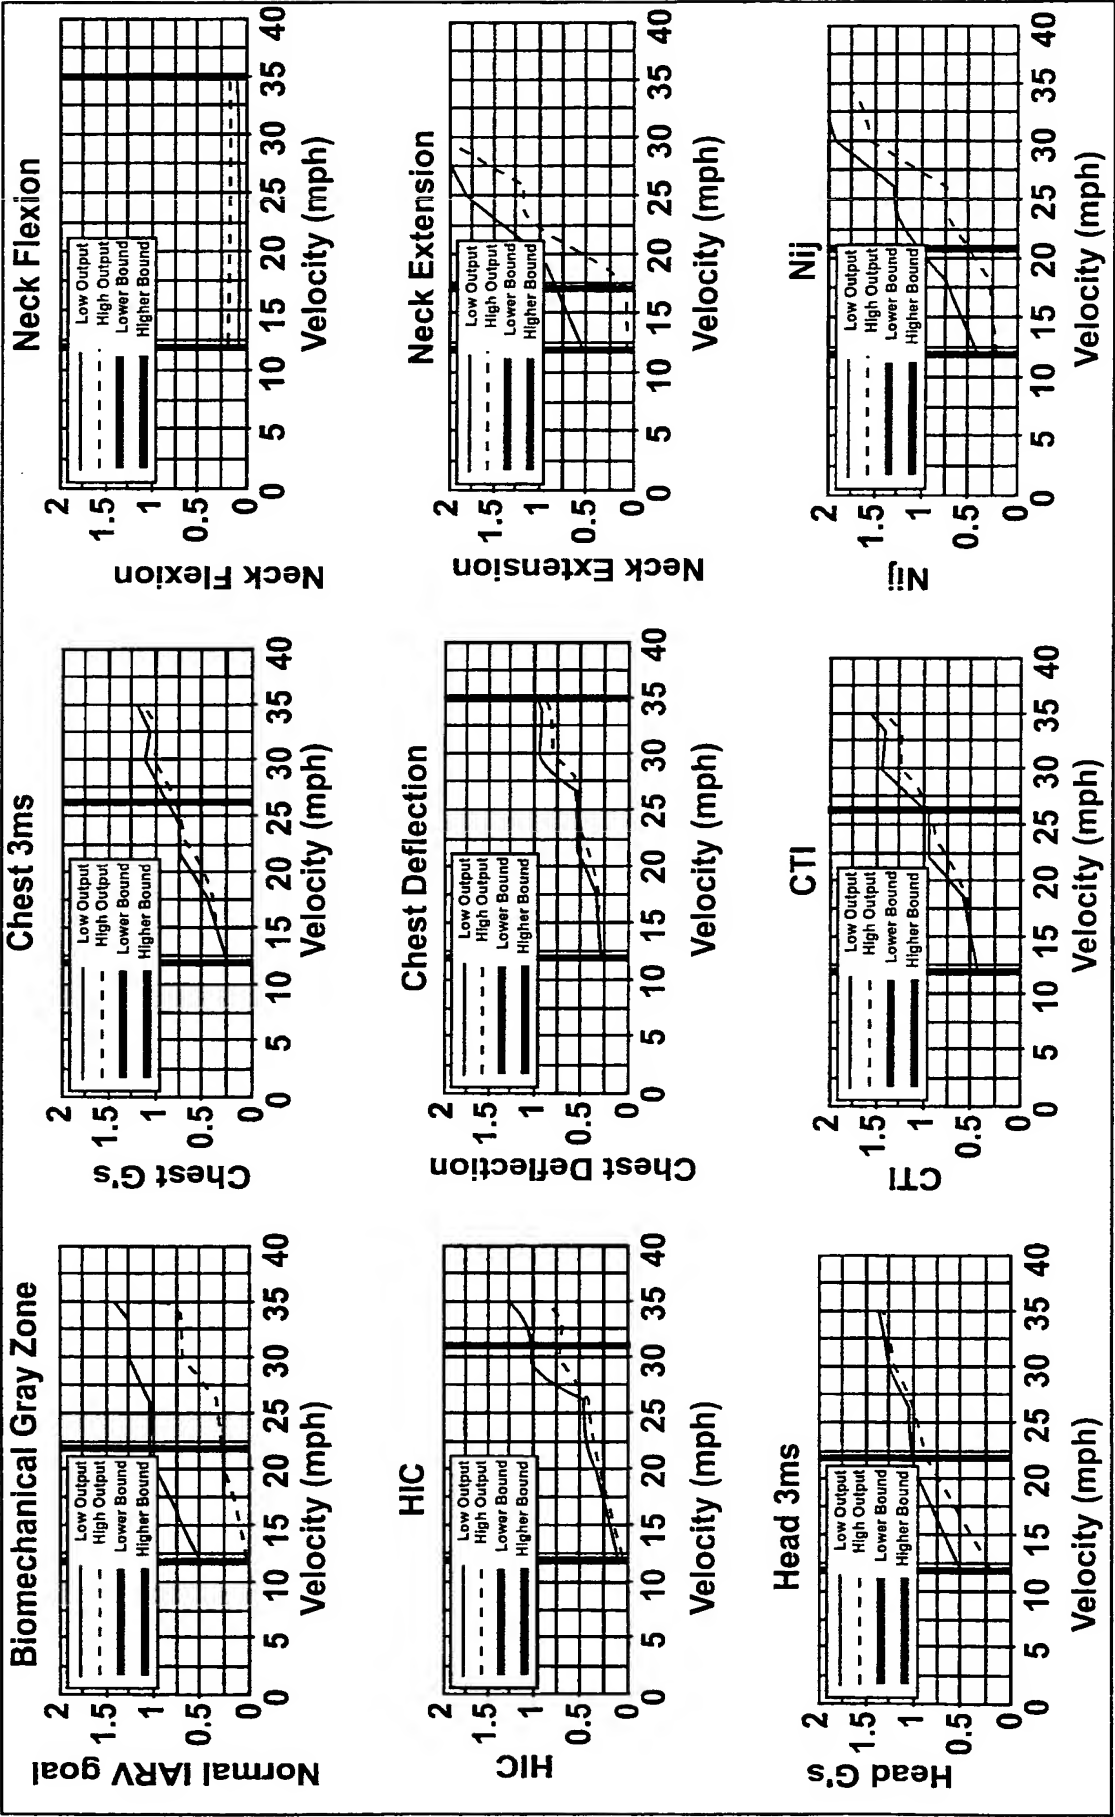 Biomechanical Gray Zone
Normal IARV goal
2
1.5
1
0.5
0
Low Output
High Output
Lower Bound
Higher Bound
0 5 10 15 20 25 30 35 40
Velocity (mph)
Chest 3ms
Chest G's
2
1.5
1
0.5
0
Low Output
High Output
Lower Bound
Higher Bound
0 5 10 15 20 25 30 35 40
Velocity (mph)
Neck Flexion
Neck Flexion
2
1.5
1
0.5
0
Low Output
High Output
Lower Bound
Higher Bound
0 5 10 15 20 25 30 35 40
Velocity (mph)
HIC
HIC
2
1.5
1
0.5
0
Low Output
High Output
Lower Bound
Higher Bound
0 5 10 15 20 25 30 35 40
Velocity (mph)
Chest Deflection
Chest Deflection
2
1.5
1
0.5
0
Low Output
High Output
Lower Bound
Higher Bound
0 5 10 15 20 25 30 35 40
Velocity (mph)
Neck Extension
Neck Extension
2
1.5
1
0.5
0
Low Output
High Output
Lower Bound
Higher Bound
0 5 10 15 20 25 30 35 40
Velocity (mph)
Head 3ms
Head G's
2
1.5
1
0.5
0
Low Output
High Output
Lower Bound
Higher Bound
0 5 10 15 20 25 30 35 40
Velocity (mph)
CTI
CTI
2
1.5
1
0.5
0
Low Output
High Output
Lower Bound
Higher Bound
0 5 10 15 20 25 30 35 40
Velocity (mph)
Nij
Nij
2
1.5
1
0.5
0
Low Output
High Output
Lower Bound
Higher Bound
0 5 10 15 20 25 30 35 40
Velocity (mph)